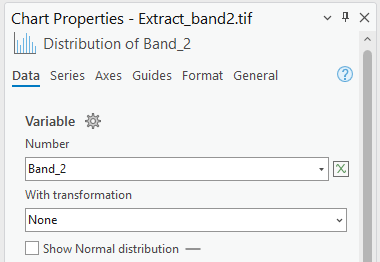 Chart Properties - Extract_band2.tif
Distribution of Band_2
Data Series Axes Guides Format General
Variable
Number
Band_2
With transformation
None
Show Normal distribution